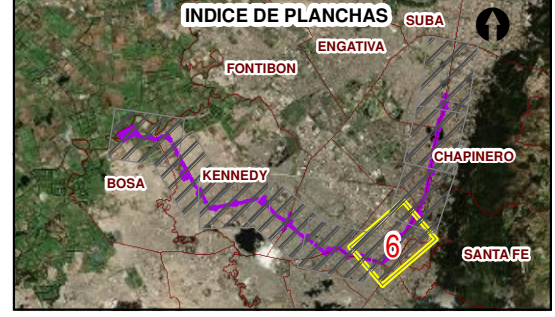 INDICE DE PLANCHAS
SUBA
ENGATIVA
FONTIBON
CHAPINERO
KENNEDY
BOSA
6
SANTA FE